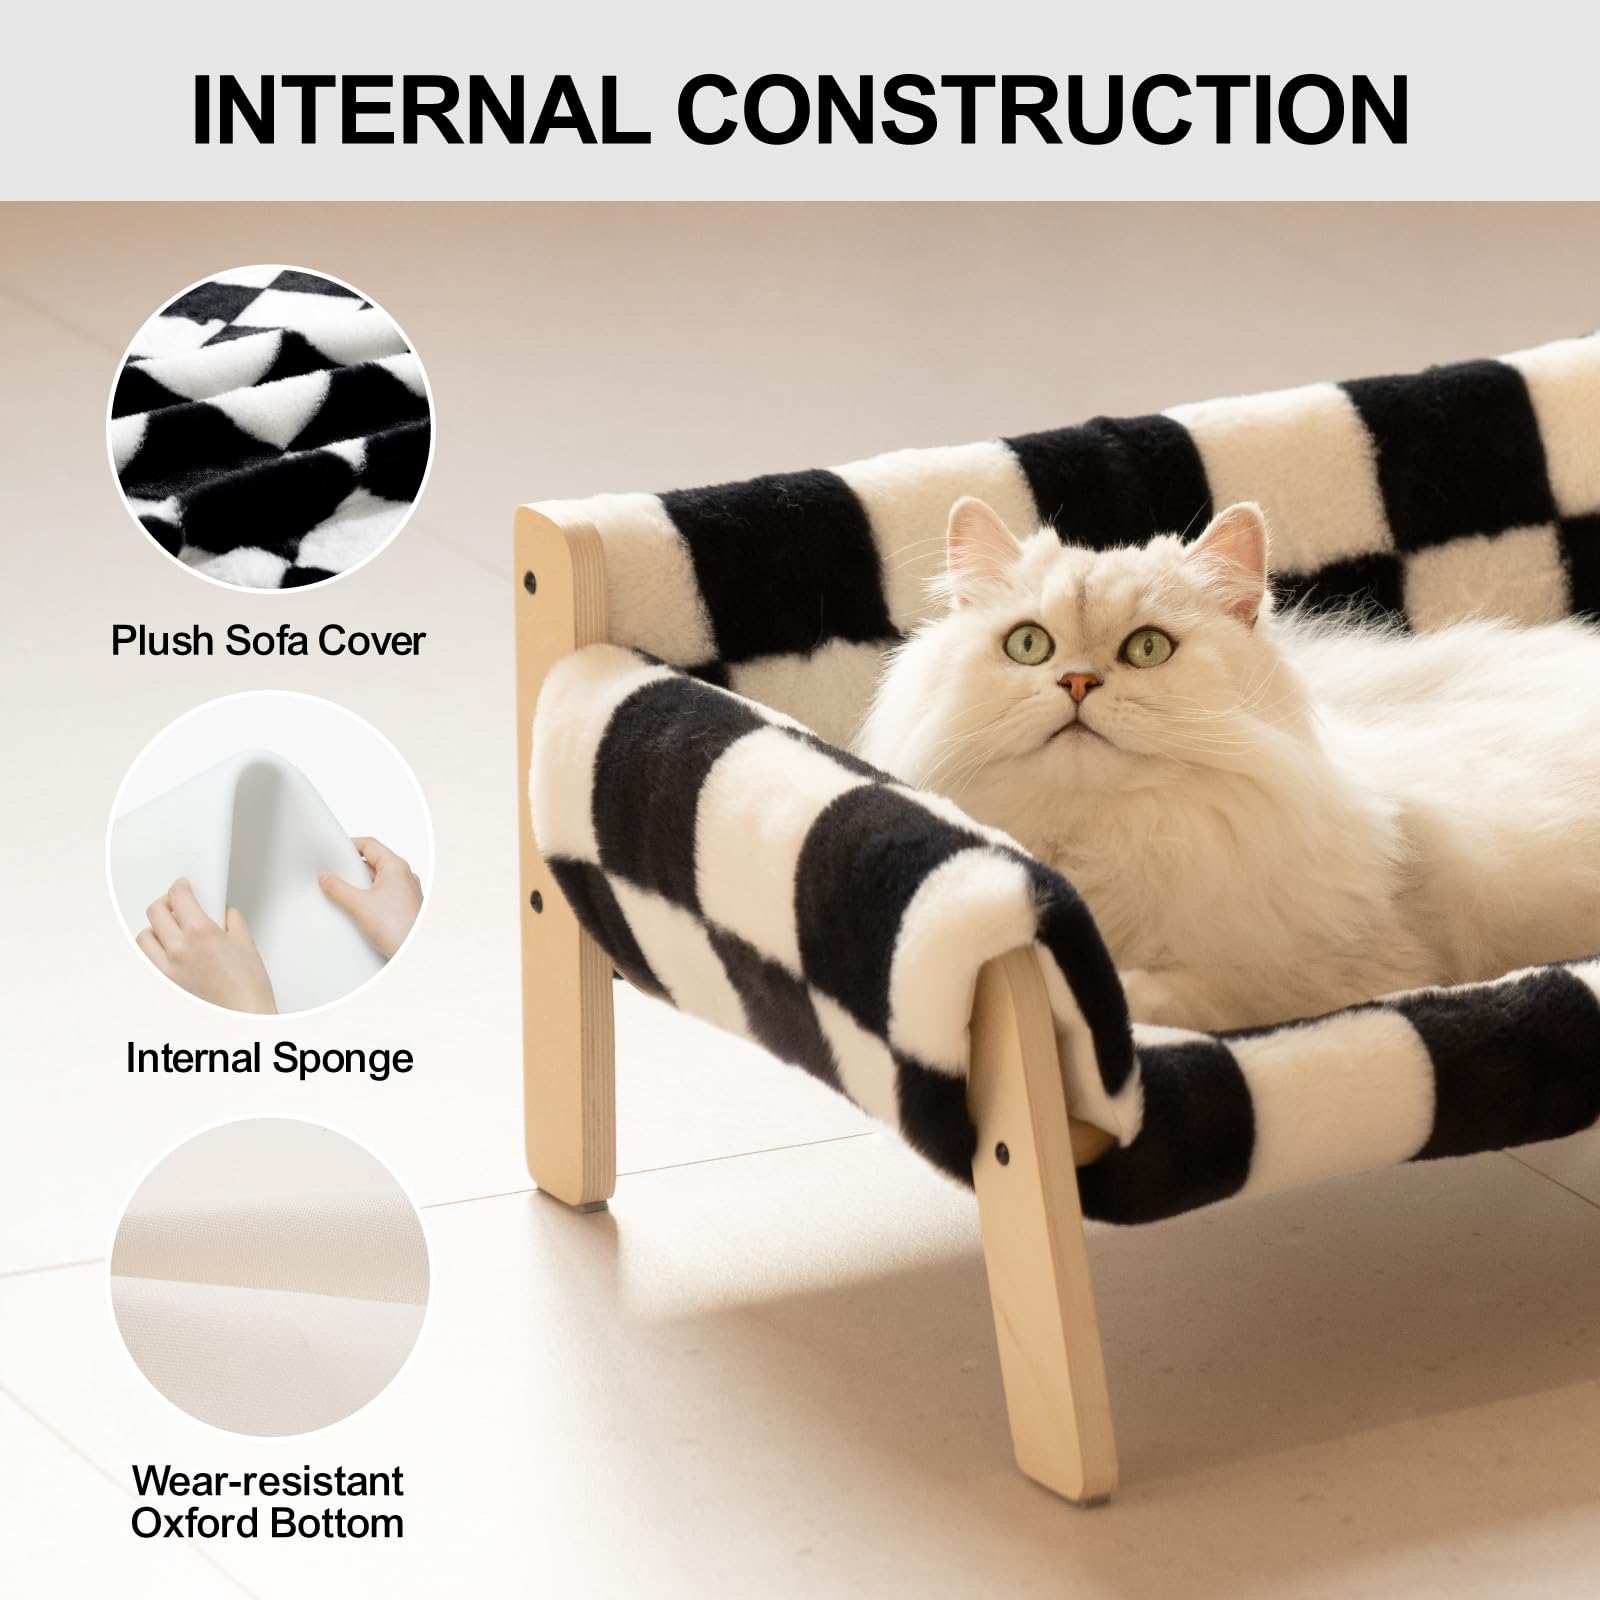 INTERNAL CONSTRUCTION
Plush Sofa Cover
Internal Sponge
Wear-resistant
Oxford Bottom